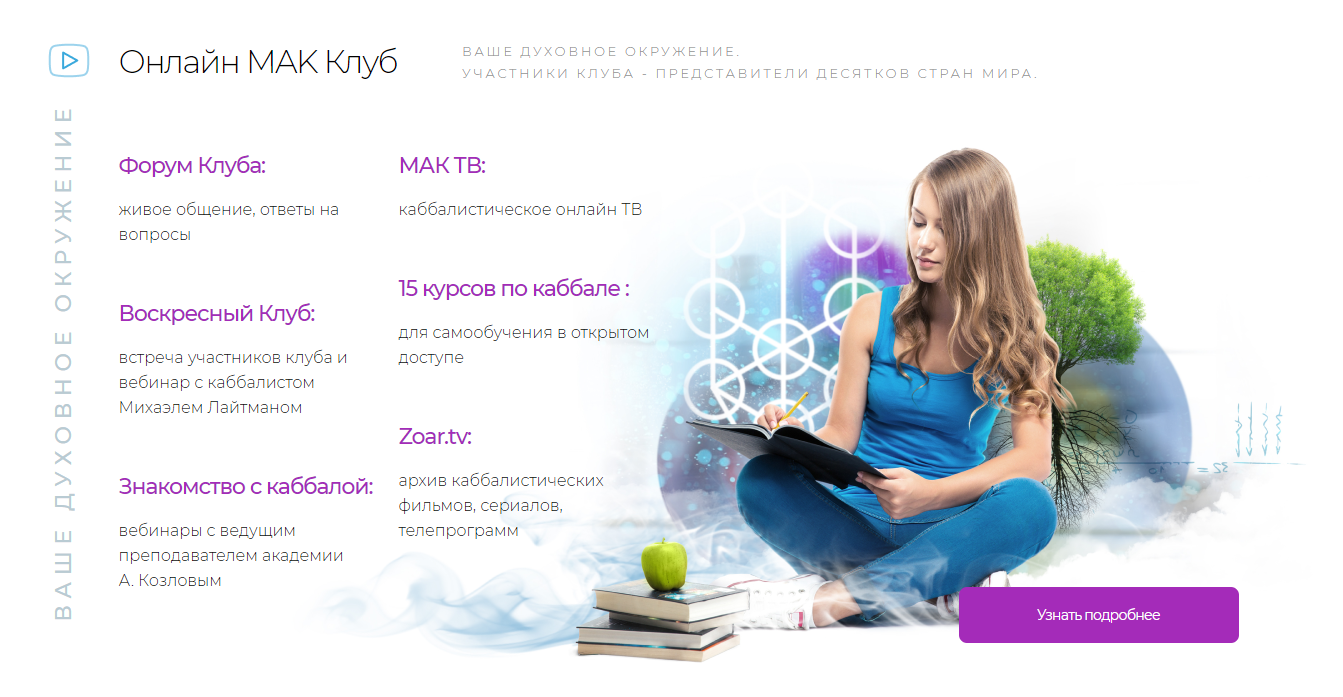 Онлайн МАК Клуб
ВАШЕ ДУХОВНОЕ ОКРУЖЕНИЕ.
УЧАСТНИКИ КЛУБА - ПРЕДСТАВИТЕЛИ ДЕСЯТКОВ СТРАН МИРА.
ВАШЕ ДУХОВНОЕ ОКРУЖЕНИЕ
Форум Клуба:
живое общение, ответы на
вопросы
Воскресный Клуб:
встреча участников клуба и
вебинар с каббалистом
Михаэлем Лайтманом
Знакомство с каббалой:
вебинары с ведущим
преподавателем академии
А. Козловым
МАК ТВ:
каббалистическое онлайн ТВ
15 курсов по каббале :
для самообучения в открытом
доступе
Zoar.tv:
архив каббалистических
фильмов, сериалов,
телепрограмм
Узнать подробнее